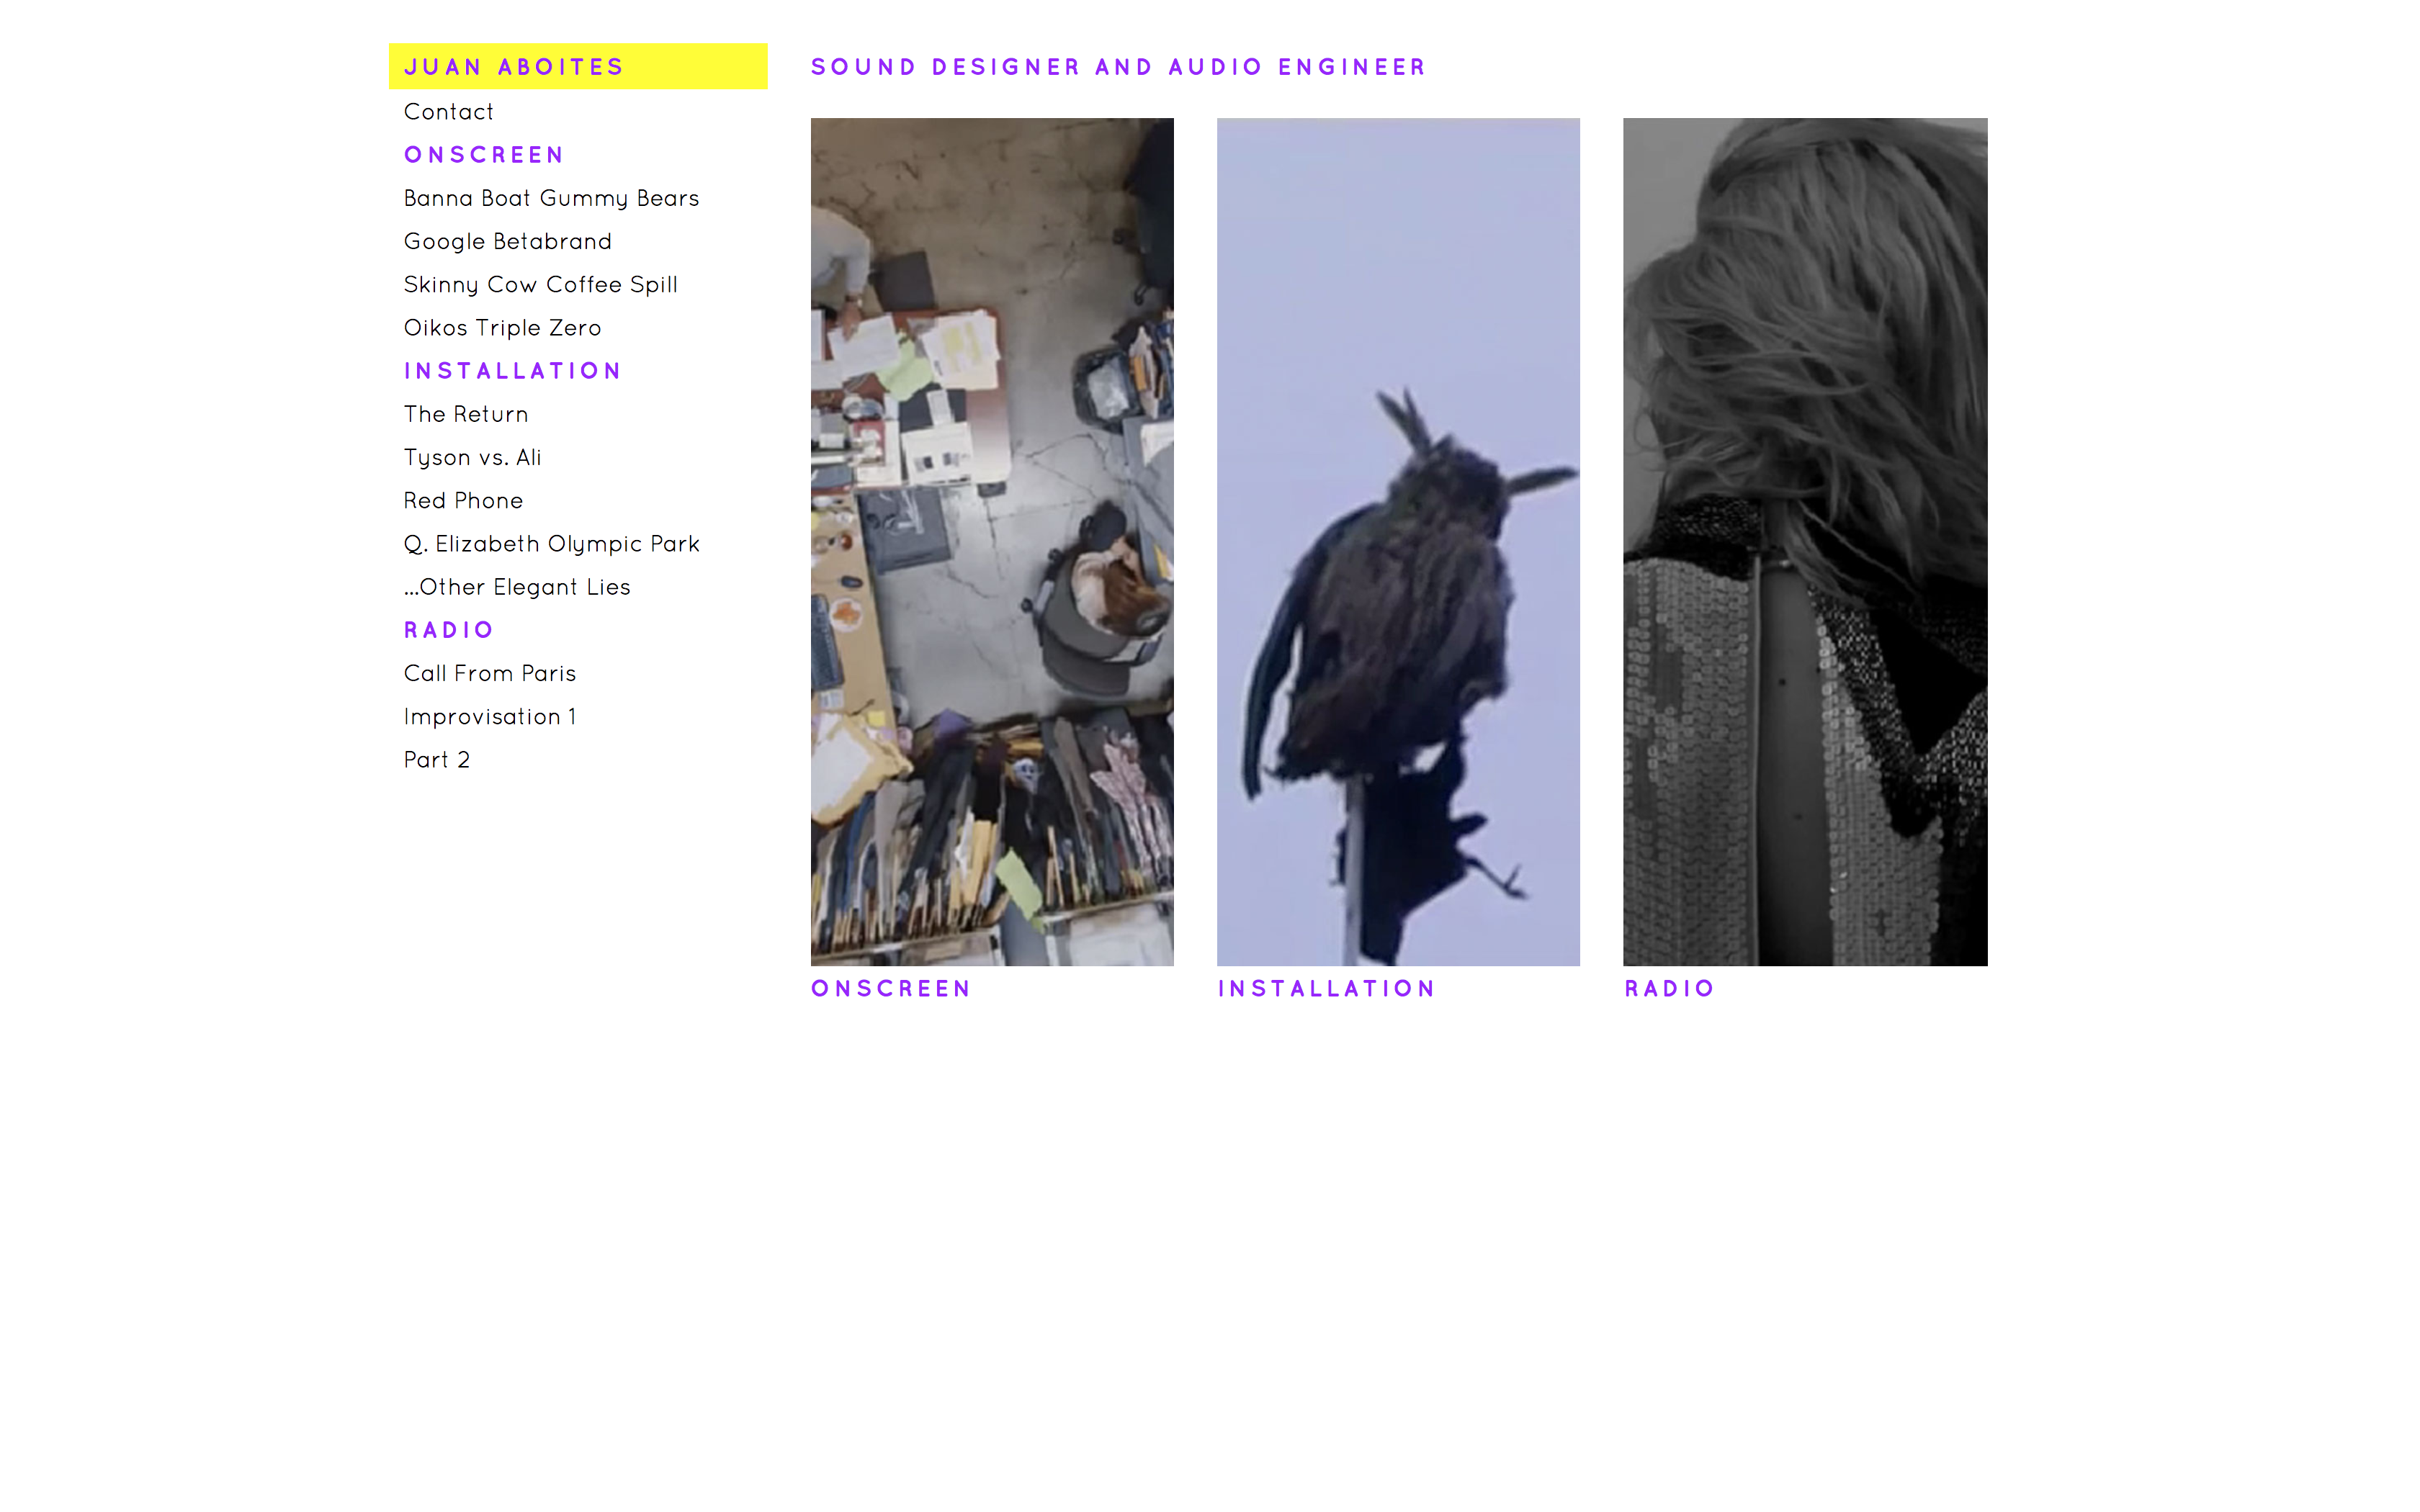 JUAN ABOITES
Contact
ONSCREEN
Banna Boat Gummy Bears
Google Betabrand
Skinny Cow Coffee Spill
Oikos Triple Zero
INSTALLATION
The Return
Tyson vs. Ali
Red Phone
Q. Elizabeth Olympic Park
...Other Elegant Lies
RADIO
Call From Paris
Improvisation 1
Part 2
SOUND DESIGNER AND AUDIO ENGINEER
ONSCREEN
INSTALLATION
RADIO